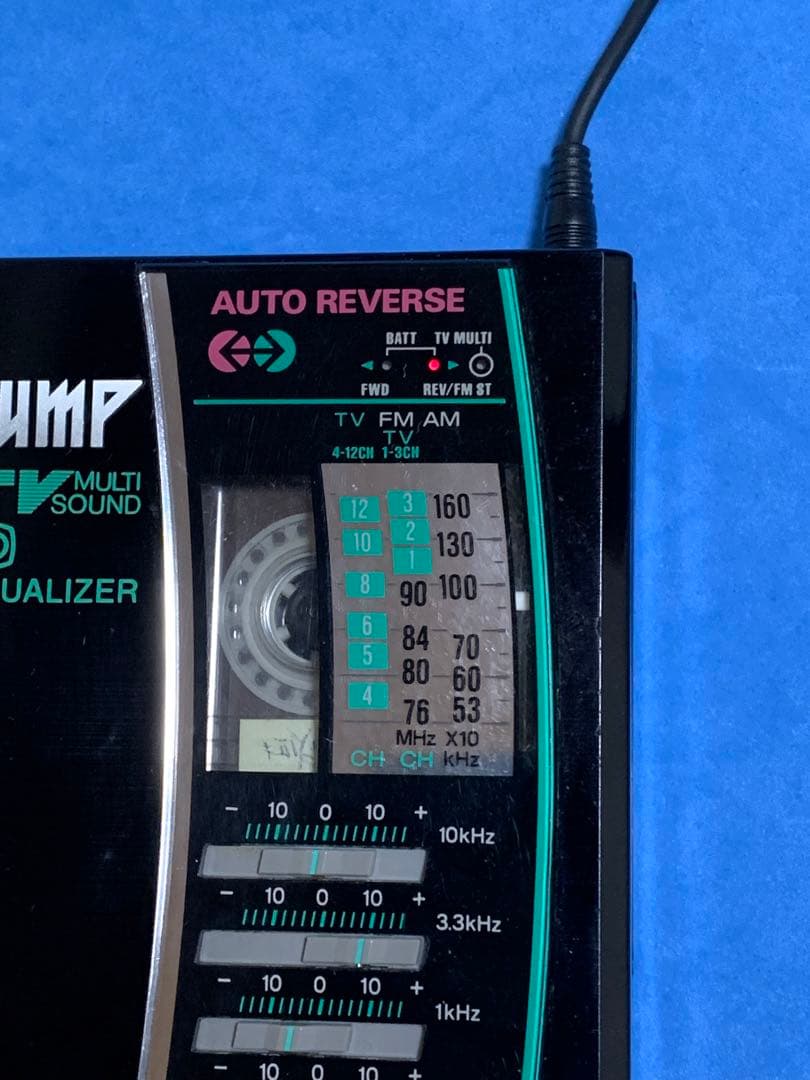 AUTO REVERSE
BATT TV MULTI
FWD REV/FM ST
UMP
TV MULTI
SOUND
UALIZER
TV FM AM
TV
4-12CH 1-3CH
12 3 160
10 2 130
1
8 90 100
6 84 70
5 80 60
4 76 53
MHz X10
CH CH kHz
− 10 0 10 +
10kHz
− 10 0 10 +
3.3kHz
− 10 0 10 +
1kHz
10 0 10